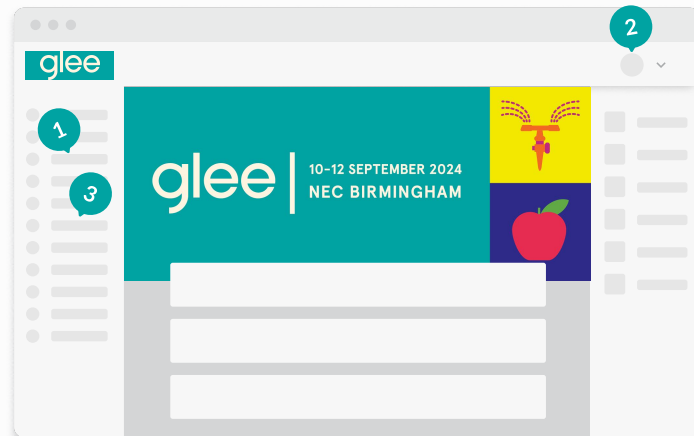 2
glee
1
3
glee
10-12 SEPTEMBER 2024
NEC BIRMINGHAM